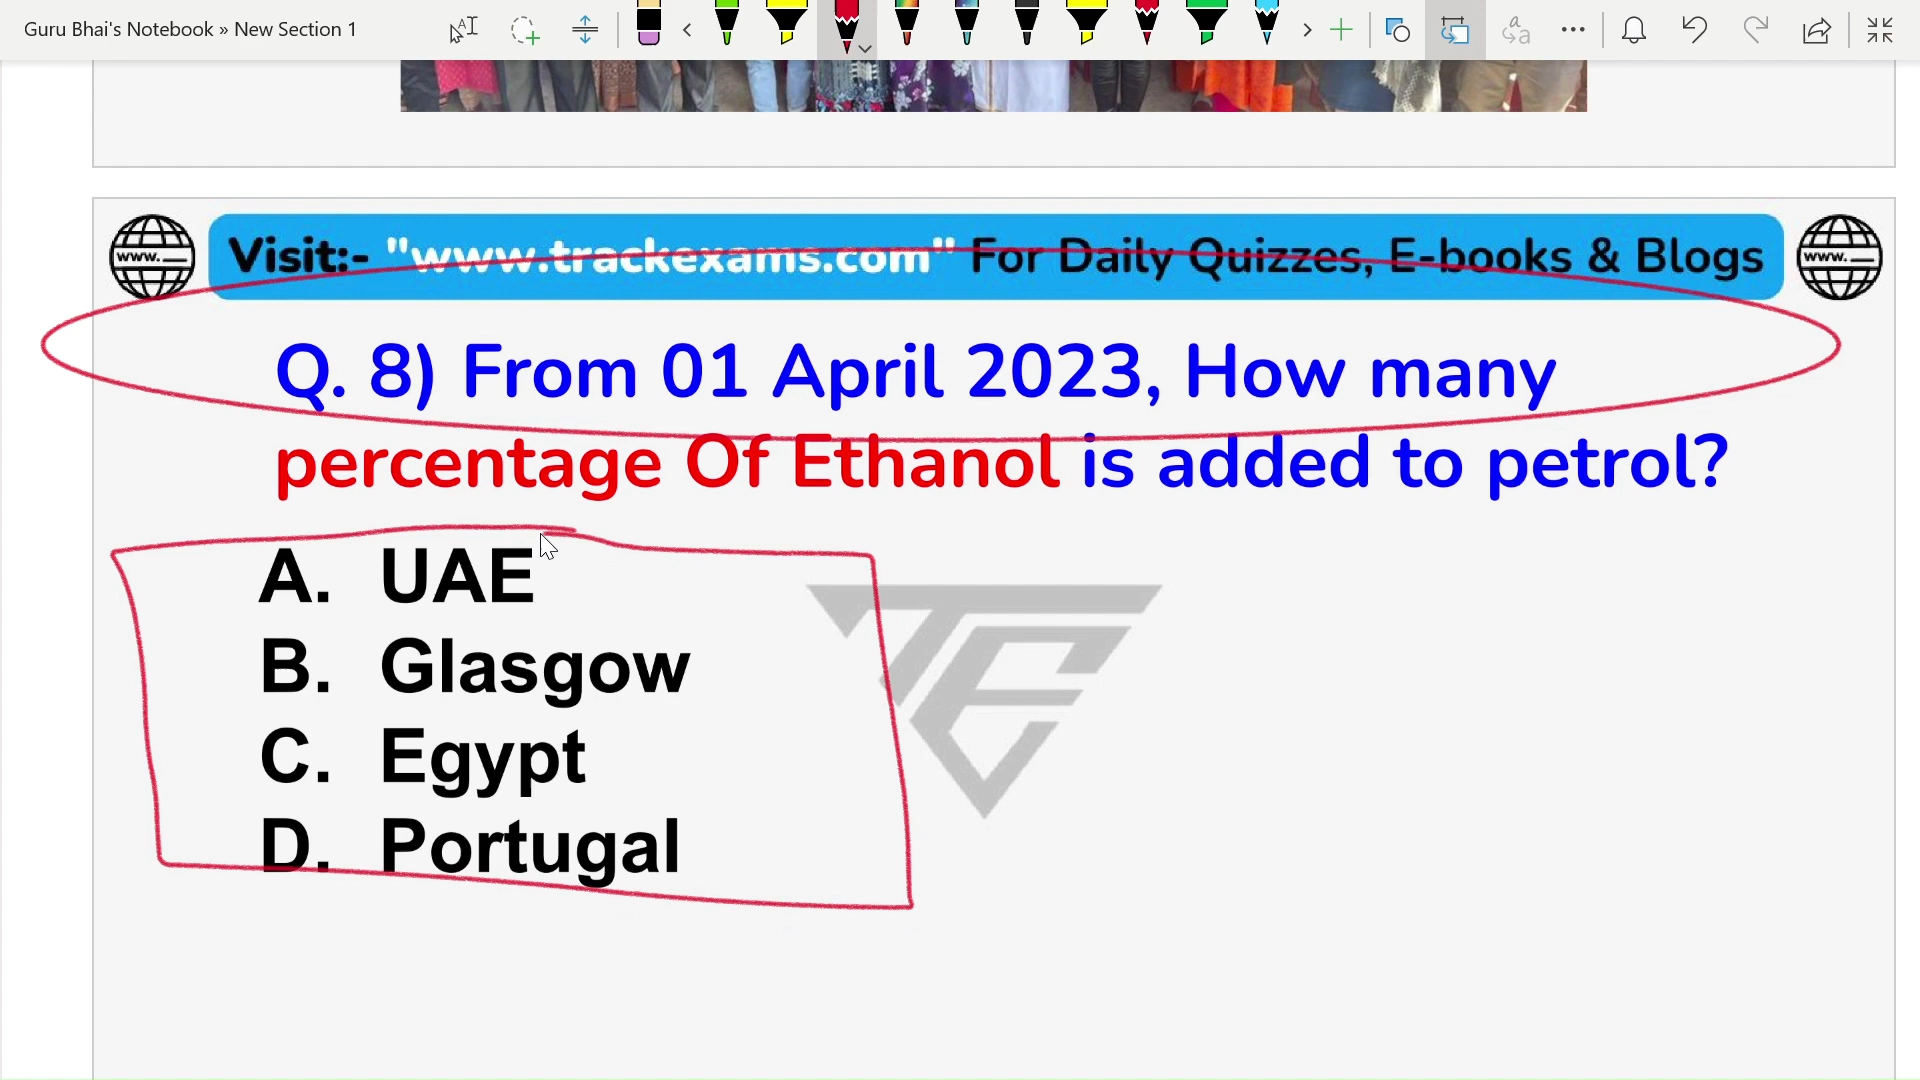 Guru Bhai's Notebook » New Section 1
www.
Visit:- "www.trackexams.com" For Daily Quizzes, E-books & Blogs
www.
Q. 8) From 01 April 2023, How many
percentage Of Ethanol is added to petrol?
A. UAE
B. Glasgow
C. Egypt
D. Portugal